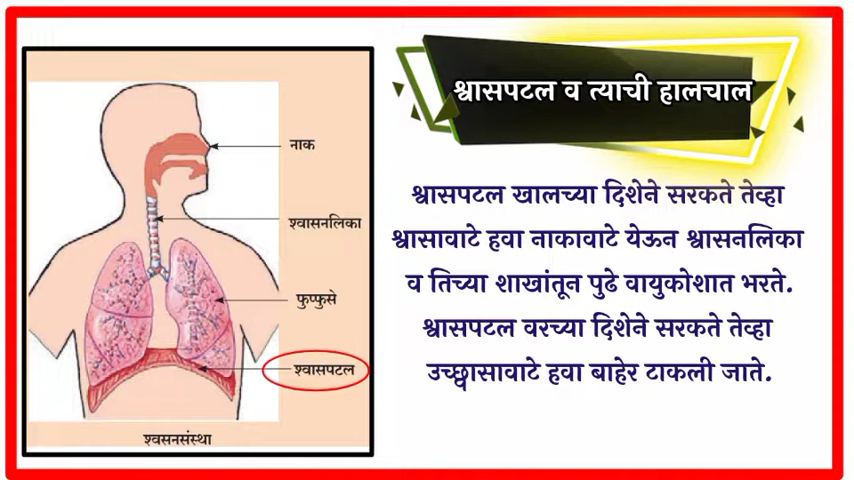 नाक
श्वासनलिका
फुप्फुसे
श्वासपटल
श्वसनसंस्था
श्वासपटल व त्याची हालचाल
श्वासपटल खालच्या दिशेने सरकते तेव्हा
श्वासावाटे हवा नाकावाटे येऊन श्वासनलिका
व तिच्या शाखांतून पुढे वायुकोशात भरते.
श्वासपटल वरच्या दिशेने सरकते तेव्हा
उच्छ्वासावाटे हवा बाहेर टाकली जाते.